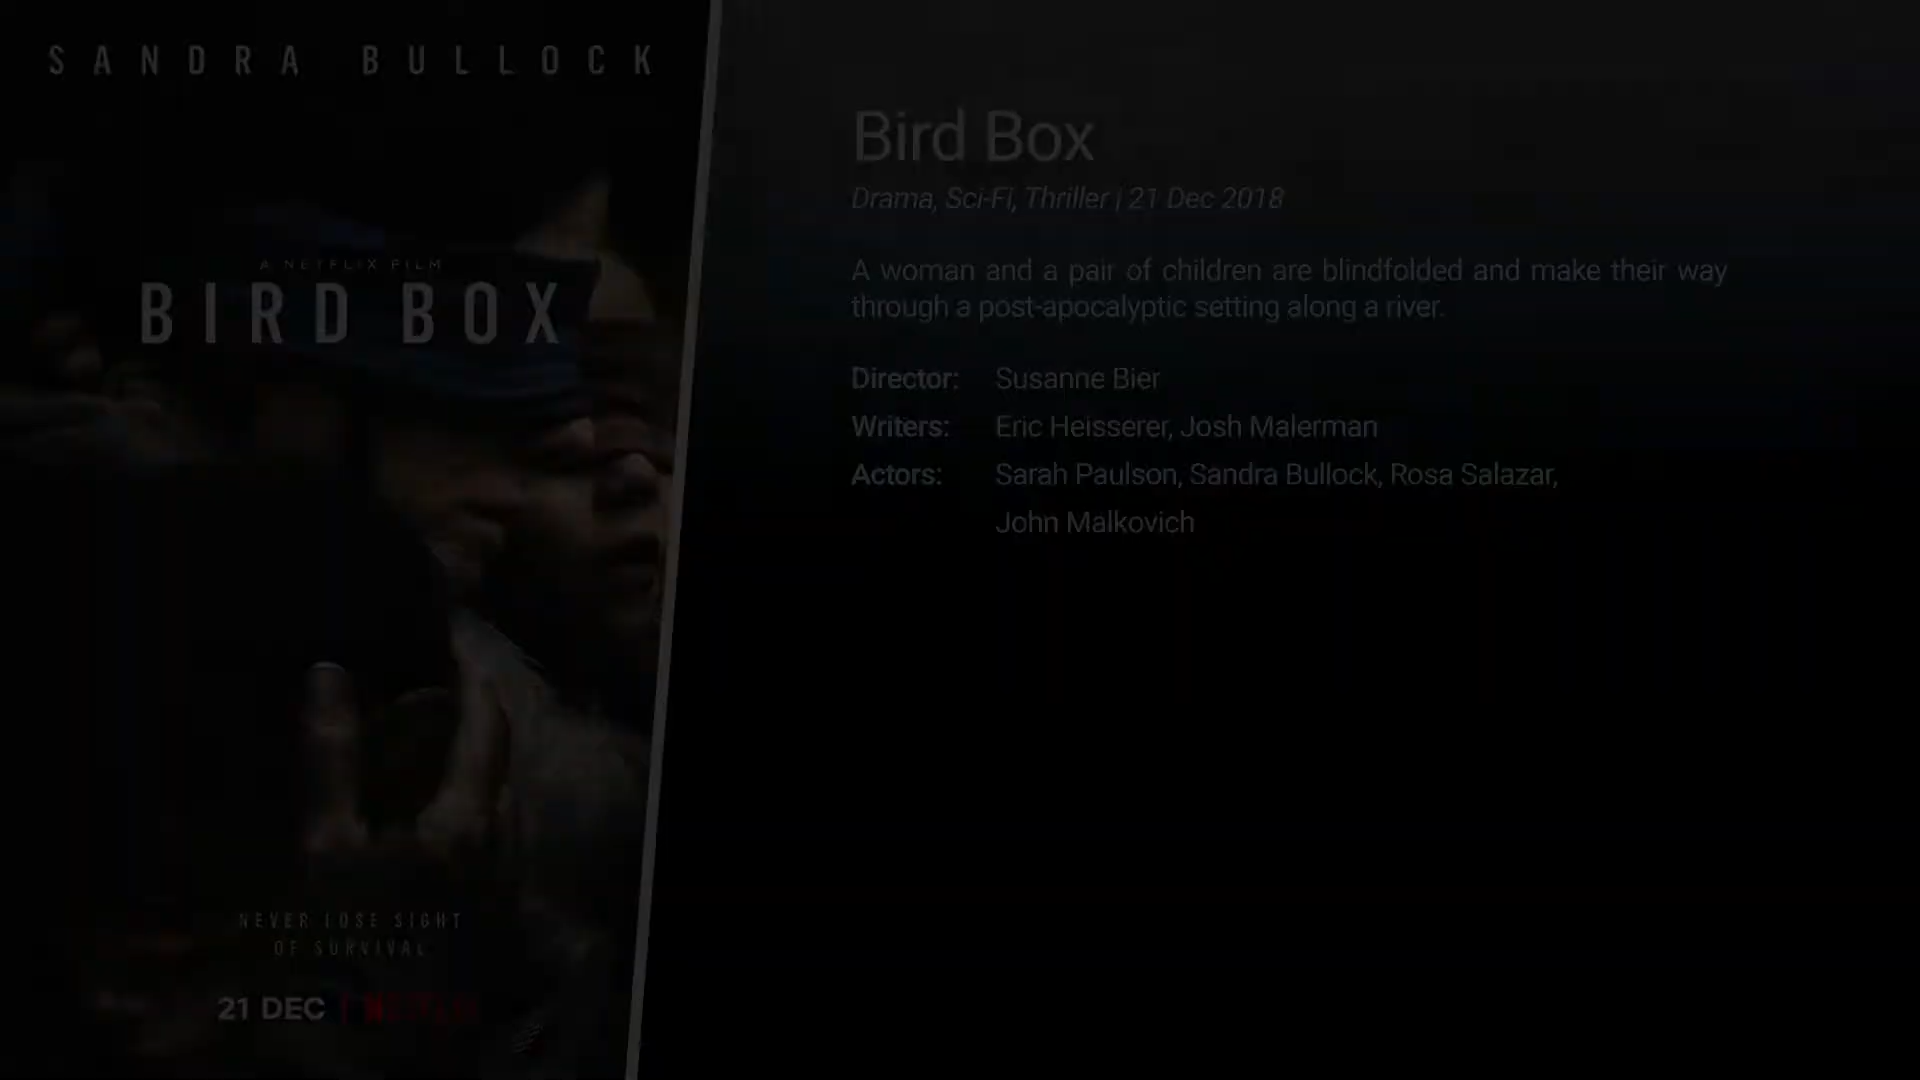 SANDRA BULLOCK
A NETFLIX FILM
BIRD BOX
NEVER LOSE SIGHT
OF SURVIVAL
21 DEC | NETFLIX
Bird Box
Drama, Sci-Fi, Thriller | 21 Dec 2018
A woman and a pair of children are blindfolded and make their way
through a post-apocalyptic setting along a river.
Director: Susanne Bier
Writers: Eric Heisserer, Josh Malerman
Actors: Sarah Paulson, Sandra Bullock, Rosa Salazar,
John Malkovich